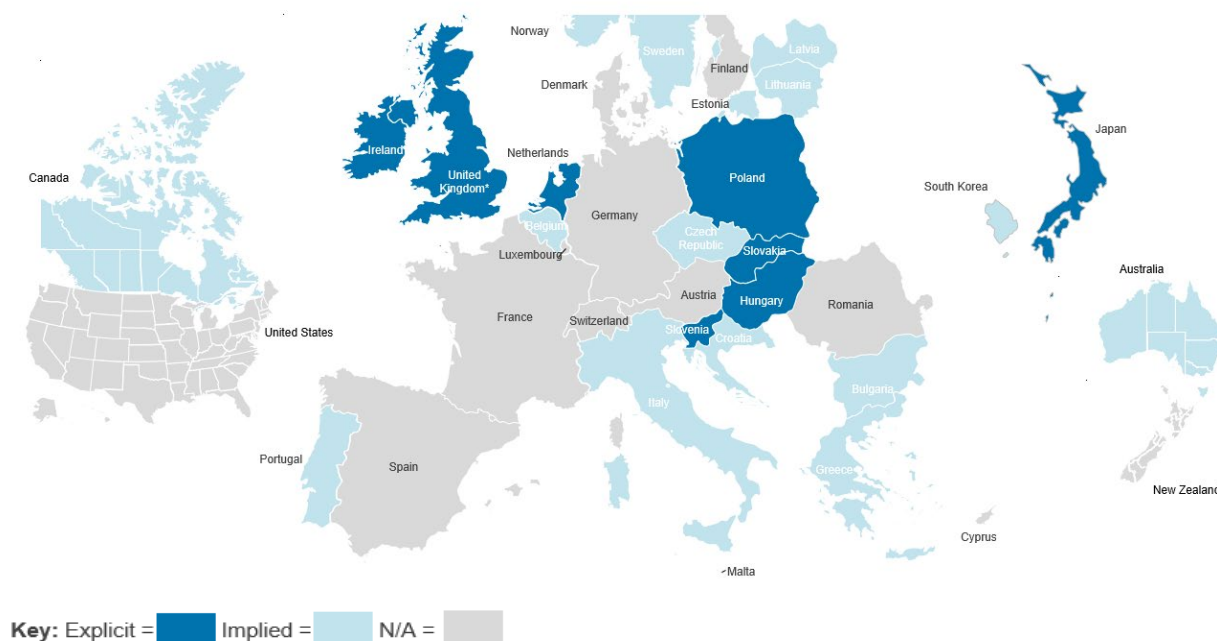 Norway
Sweden
Latvia
Finland
Denmark
Lithuania
Estonia
Japan
Ireland
Netherlands
Canada
United
Kingdom*
Poland
South Korea
Germany
Belgium
Czech
Republic
Luxembourg
Slovakia
Australia
Austria
Hungary
Romania
United States
France
Switzerland
Slovenia
Croatia
Bulgaria
Italy
Portugal
Spain
Greece
New Zealand
Cyprus
Malta
Key: Explicit = Implied = N/A =